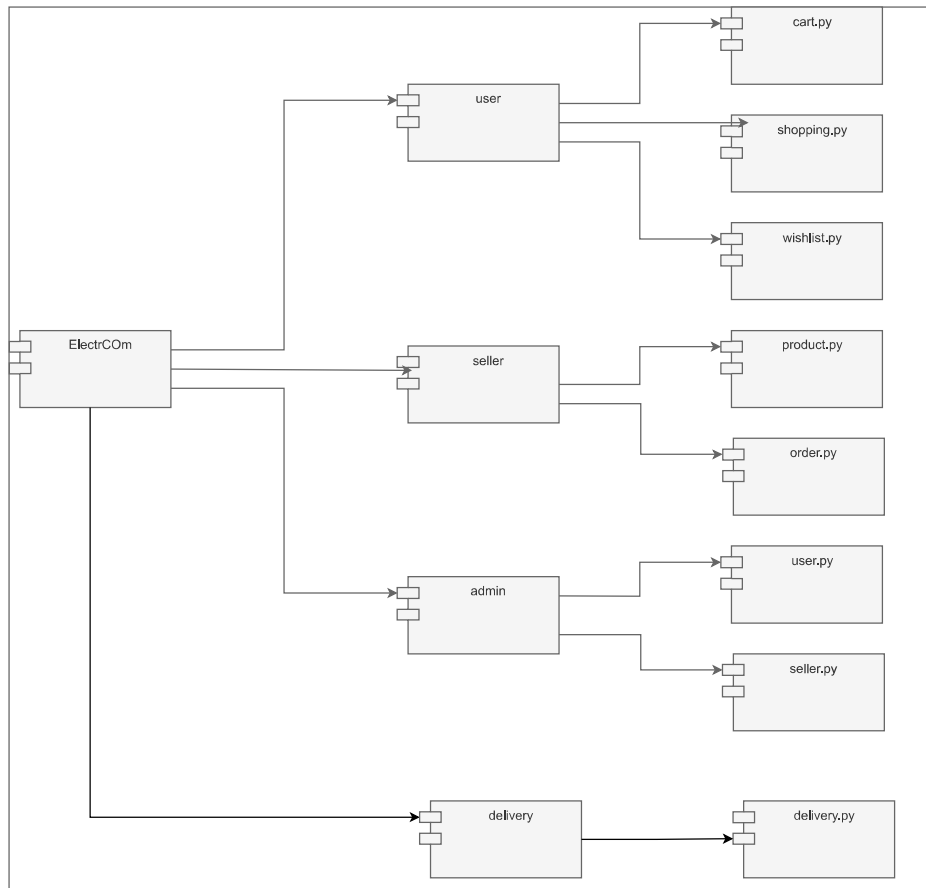 cart.py
user
shopping.py
wishlist.py
ElectrCOm
seller
product.py
order.py
user.py
admin
seller.py
delivery
delivery.py